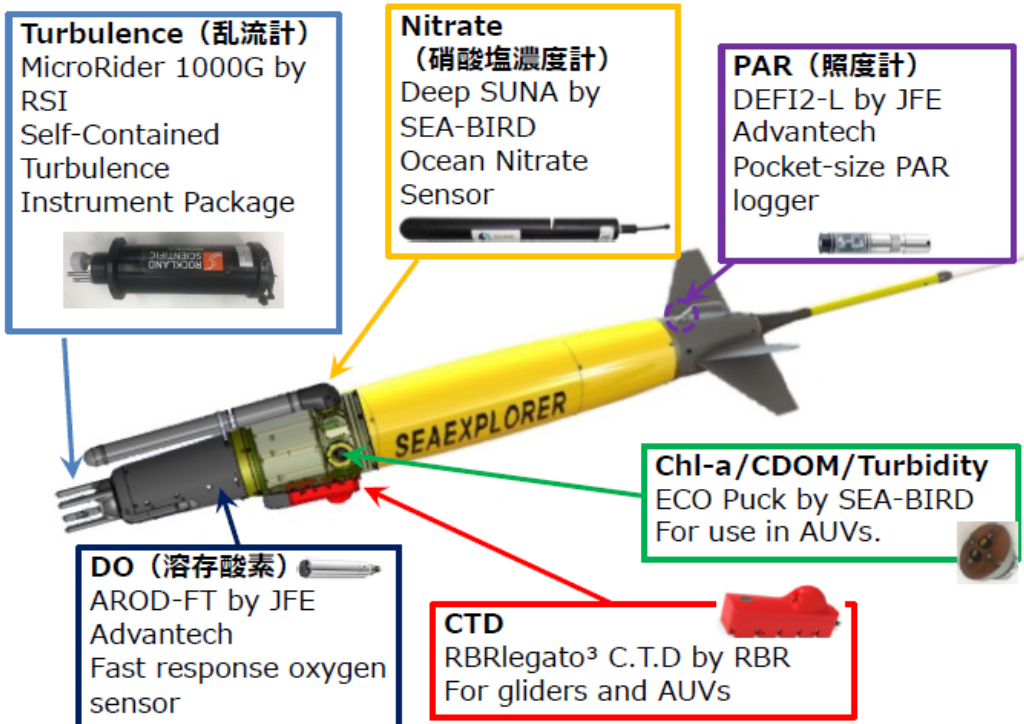 Turbulence（乱流計）
MicroRider 1000G by
RSI
Self-Contained
Turbulence
Instrument Package
ROCKLAND
SCIENTIFIC
Nitrate
（硝酸塩濃度計）
Deep SUNA by
SEA-BIRD
Ocean Nitrate
Sensor
PAR（照度計）
DEFI2-L by JFE
Advantech
Pocket-size PAR
logger
SEAEXPLORER
Chl-a/CDOM/Turbidity
ECO Puck by SEA-BIRD
For use in AUVs.
DO（溶存酸素）
AROD-FT by JFE
Advantech
Fast response oxygen
sensor
CTD
RBRlegato³ C.T.D by RBR
For gliders and AUVs